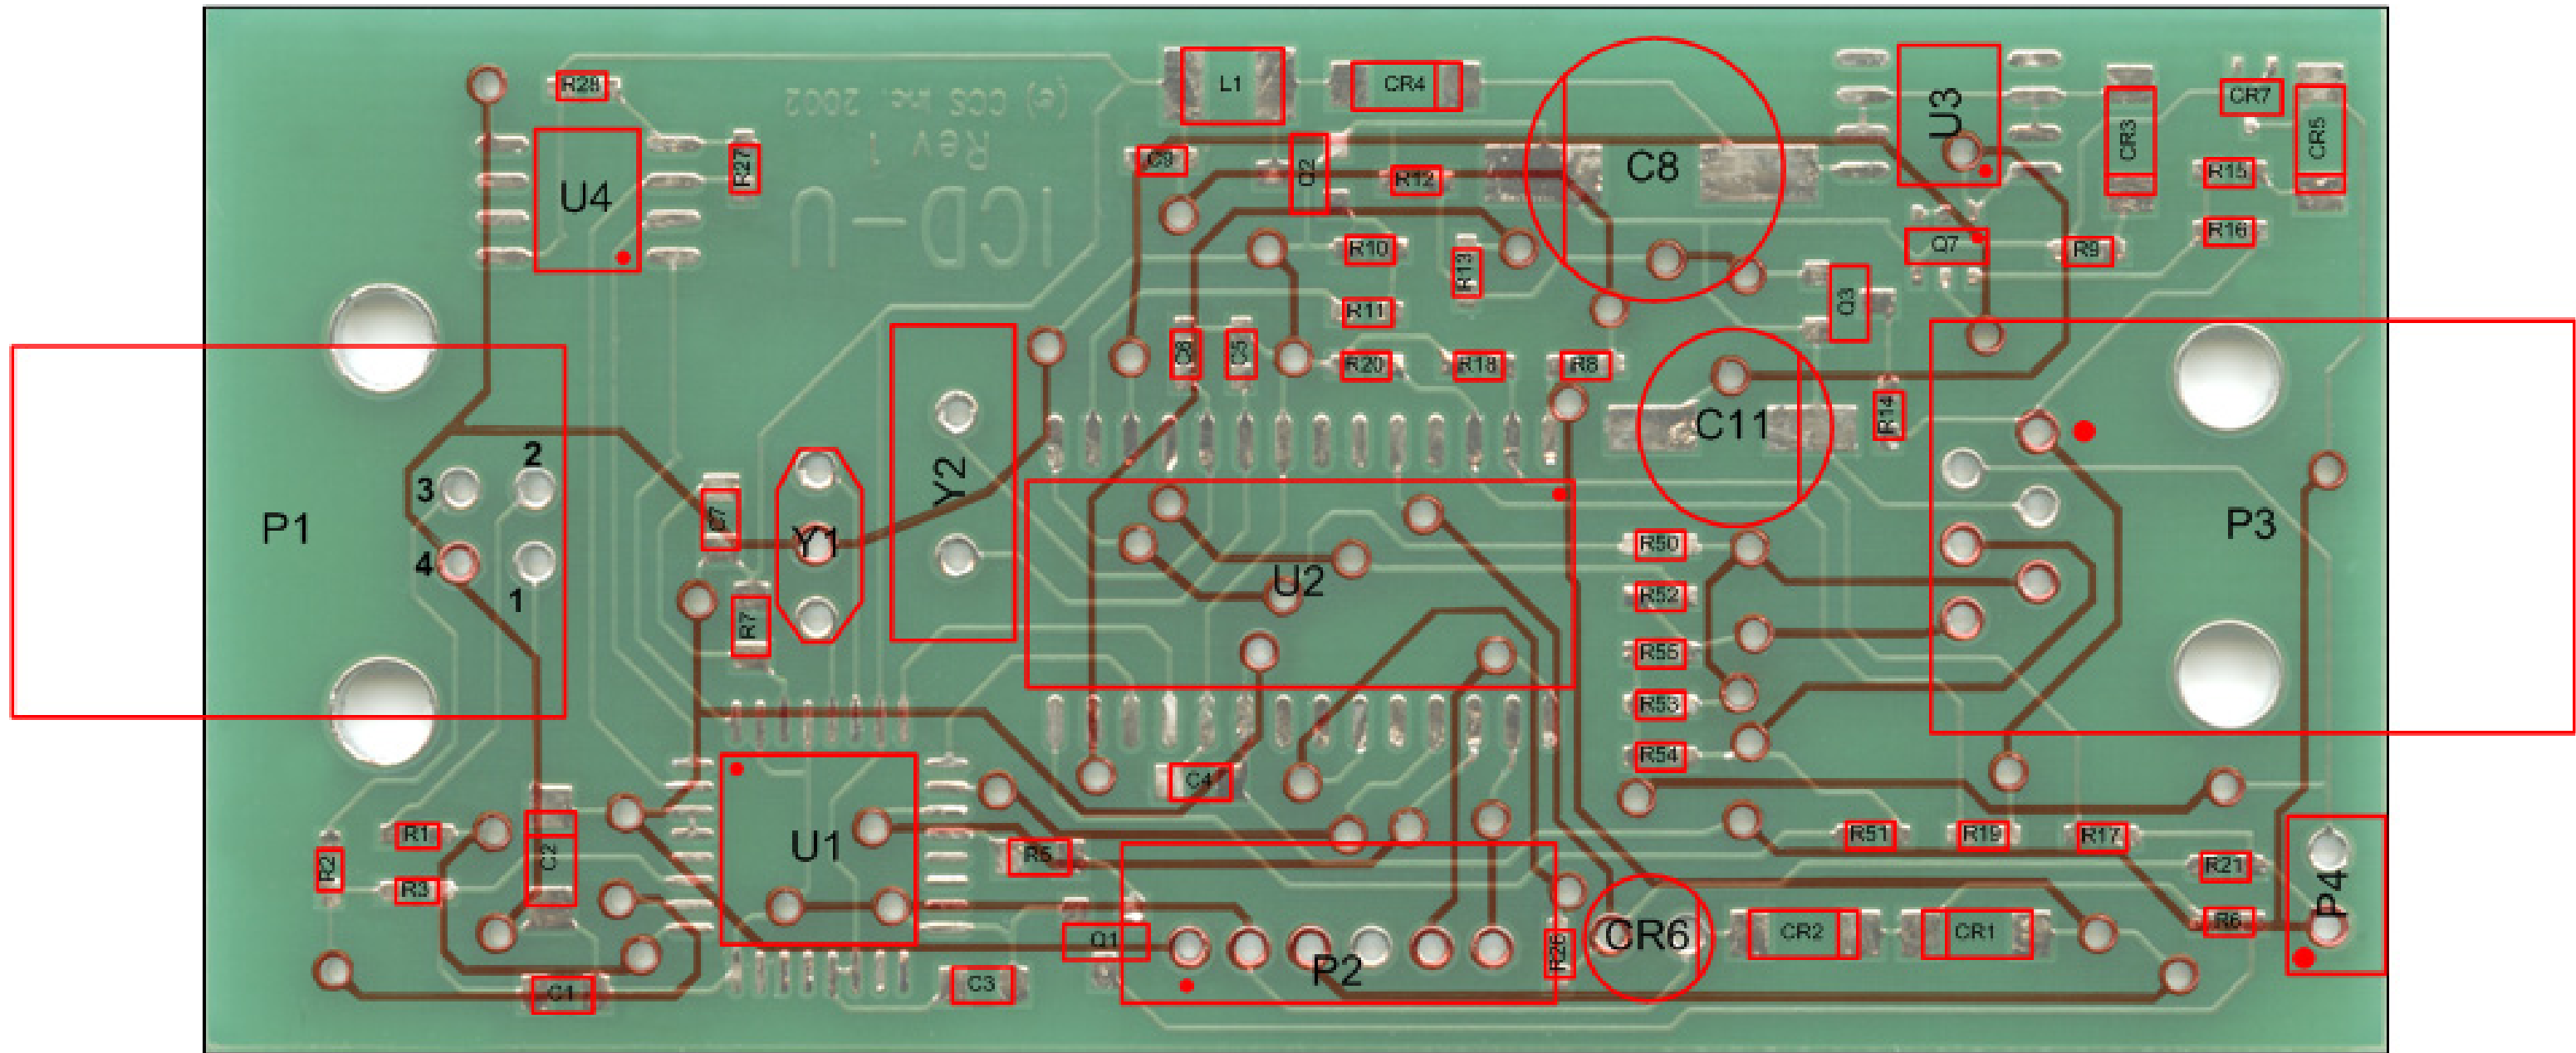 R28
L1
CR4
U3
CR7
CR3
CR5
(c) CCS Inc. 2002
Rev 1
ICD-U
U4
R27
C9
Q2
R12
C8
R15
R16
R10
R13
Q7
R9
R11
Q3
C6
C5
R20
R18
R8
R14
C11
2
3
P1
4
1
C7
Y1
Y2
U2
P3
R50
R52
R55
R53
R54
R7
C4
U1
R1
R2
R3
C2
R5
R51
R19
R17
R21
R6
P4
Q1
C3
C1
P2
R26
CR6
CR2
CR1